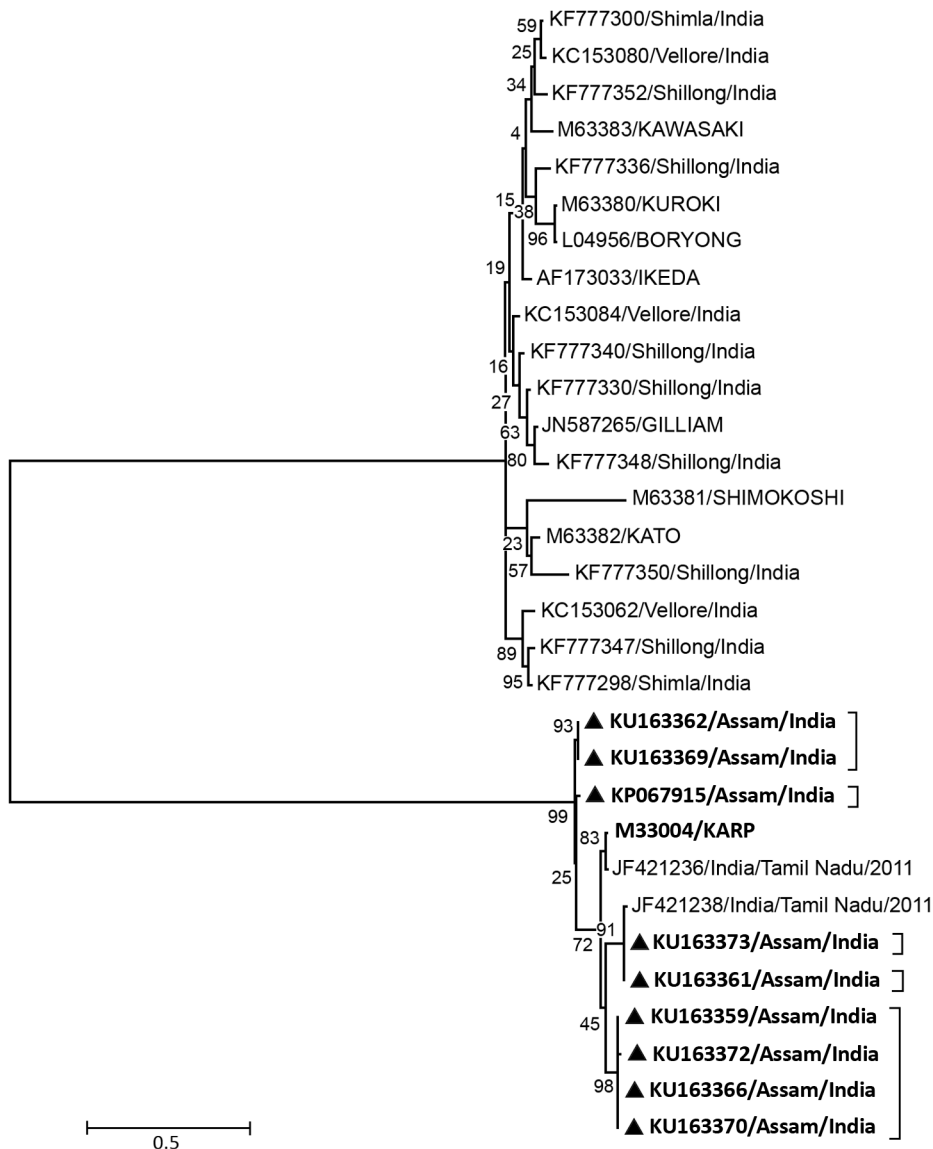 59
KF777300/Shimla/India
25
KC153080/Vellore/India
34
KF777352/Shillong/India
4
M63383/KAWASAKI
KF777336/Shillong/India
15
38
M63380/KUROKI
96
L04956/BORYONG
19
AF173033/IKEDA
KC153084/Vellore/India
16
KF777340/Shillong/India
27
KF777330/Shillong/India
63
JN587265/GILLIAM
80
KF777348/Shillong/India
M63381/SHIMOKOSHI
23
M63382/KATO
57
KF777350/Shillong/India
KC153062/Vellore/India
89
KF777347/Shillong/India
95
KF777298/Shimla/India
93
KU163362/Assam/India
KU163369/Assam/India
KP067915/Assam/India
99
83
M33004/KARP
25
JF421236/India/Tamil Nadu/2011
JF421238/India/Tamil Nadu/2011
72
91
KU163373/Assam/India
KU163361/Assam/India
45
KU163359/Assam/India
KU163372/Assam/India
98
KU163366/Assam/India
KU163370/Assam/India
0.5